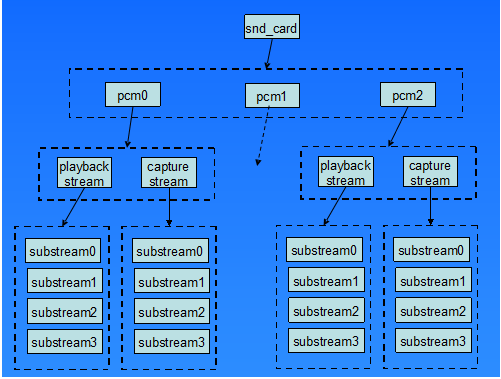 snd_card
pcm0 pcm1 pcm2
playback stream capture stream playback stream capture stream
substream0 substream0 substream0 substream0
substream1 substream1 substream1 substream1
substream2 substream2 substream2 substream2
substream3 substream3 substream3 substream3